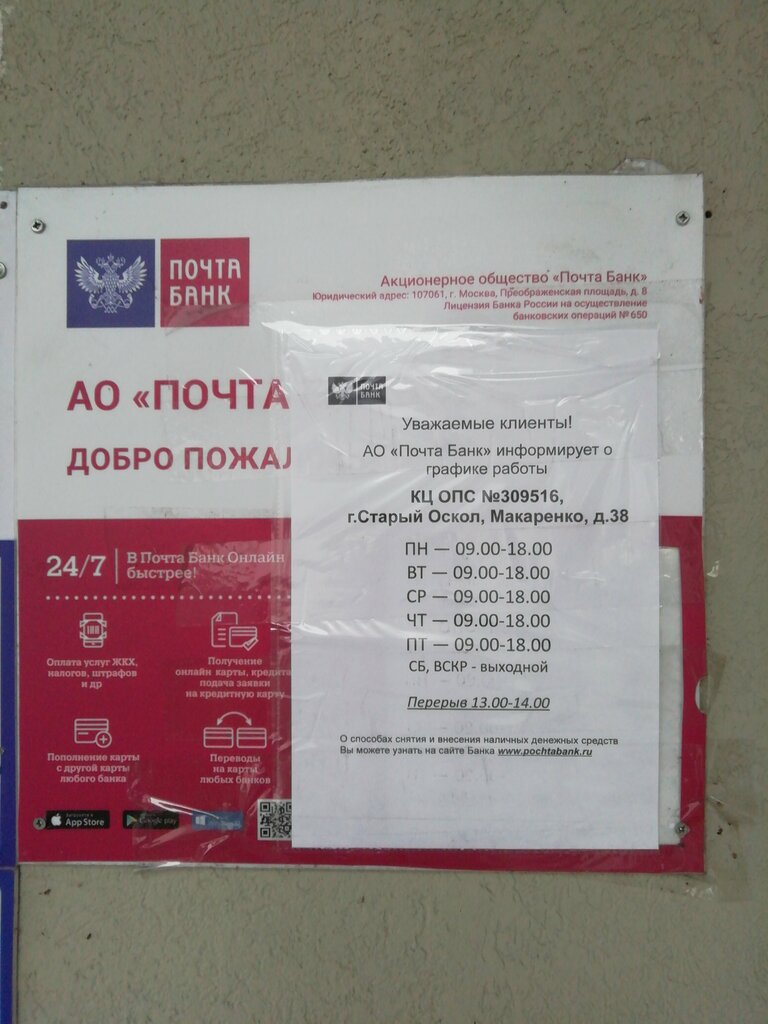 ПОЧТА
БАНК
Акционерное общество «Почта Банк»
Юридический адрес: 107061, г. Москва, Преображенская площадь, д. 8
Лицензия Банка России на осуществление
банковских операций № 650
АО «ПОЧТА
ДОБРО
ПОЧТА
БАНК
Уважаемые клиенты!
АО «Почта Банк» информирует о
графике работы
КЦ ОПС №309516,
г.Старый Оскол, Макаренко, д.38
ПН — 09.00-18.00
ВТ — 09.00-18.00
СР — 09.00-18.00
ЧТ — 09.00-18.00
ПТ — 09.00-18.00
СБ, ВСКР - выходной
Перерыв 13.00-14.00
О способах снятия и внесения наличных денежных средств
Вы можете узнать на сайте Банка www.pochtabank.ru
24/7
В Почта Банк Онлайн
быстрее!
Оплата услуг ЖКХ,
налогов, штрафов
и др
Получение
онлайн карты, кредита
подача заявки
на кредитную карту
Пополнение карты
с другой карты
любого банка
Переводы
на карты
любых банков
Загрузите в
App Store
Google play